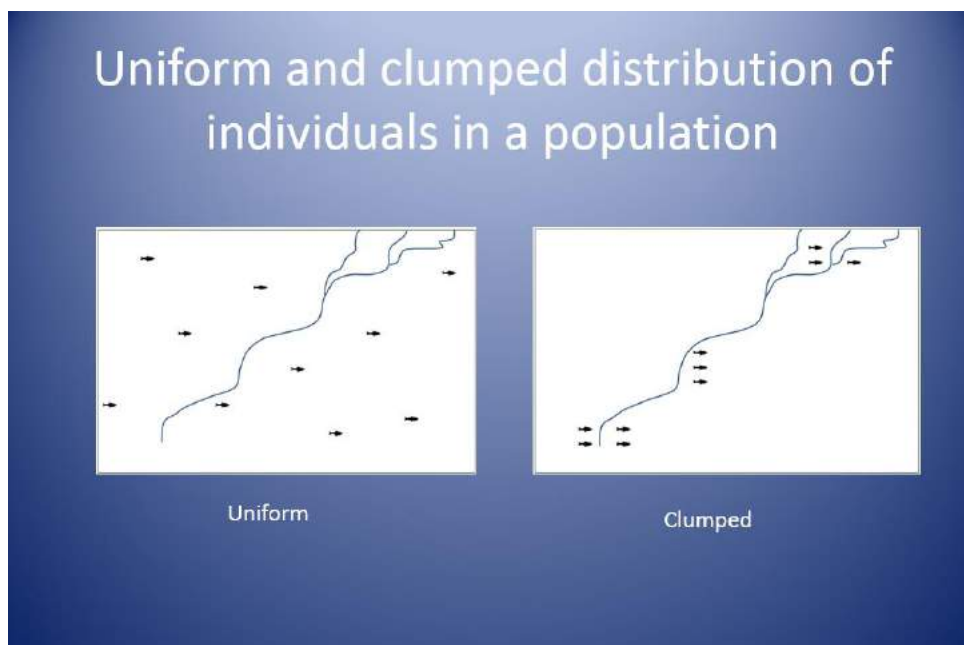 Uniform and clumped distribution of
individuals in a population
Uniform
Clumped